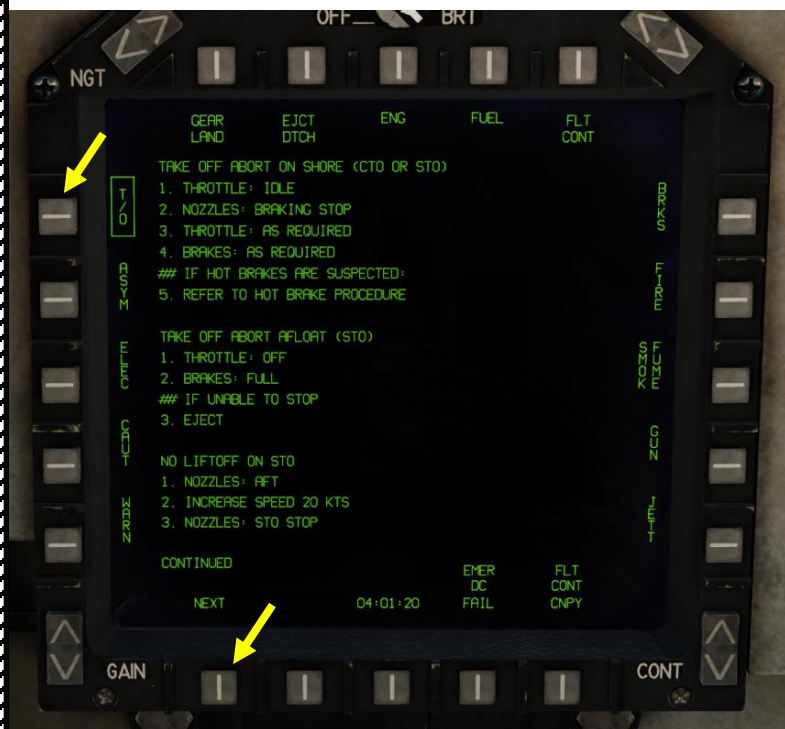 OFF BRT
NGT
GEAR LAND
EJCT DTCH
ENG
FUEL
FLT CONT
T/O
ASYM
ELEC
CAUT
WARN
TAKE OFF ABORT ON SHORE (CTO OR STO)
1. THROTTLE: IDLE
2. NOZZLES: BRAKING STOP
3. THROTTLE: AS REQUIRED
4. BRAKES: AS REQUIRED
## IF HOT BRAKES ARE SUSPECTED:
5. REFER TO HOT BRAKE PROCEDURE
TAKE OFF ABORT AFLOAT (STO)
1. THROTTLE: OFF
2. BRAKES: FULL
## IF UNABLE TO STOP
3. EJECT
NO LIFTOFF ON STO
1. NOZZLES: AFT
2. INCREASE SPEED 20 KTS
3. NOZZLES: STO STOP
CONTINUED
BRKS
FIRE
SMOK FUME
GUN
JETT
NEXT
04:01:20
EMER DC FAIL
FLT CONT CNPY
GAIN
CONT